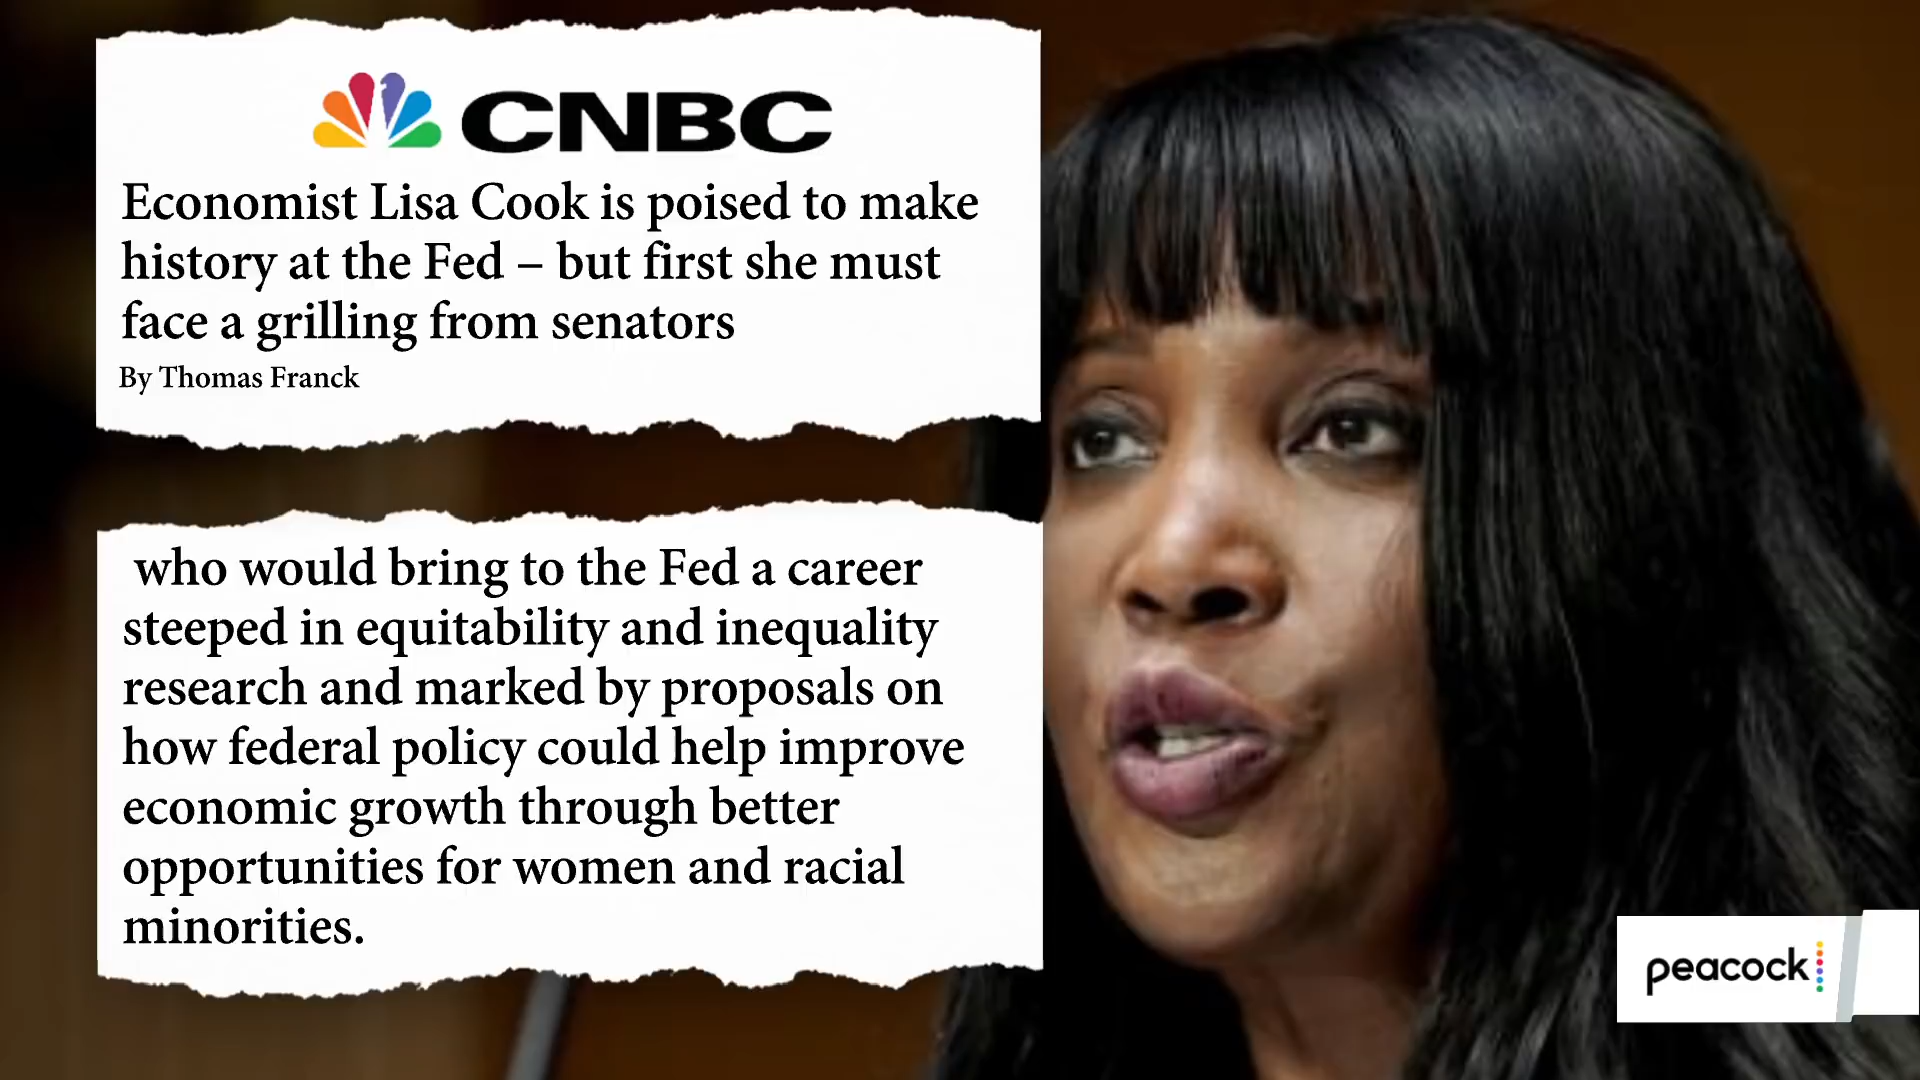 CNBC
Economist Lisa Cook is poised to make
history at the Fed – but first she must
face a grilling from senators
By Thomas Franck
who would bring to the Fed a career
steeped in equitability and inequality
research and marked by proposals on
how federal policy could help improve
economic growth through better
opportunities for women and racial
minorities.
peacock